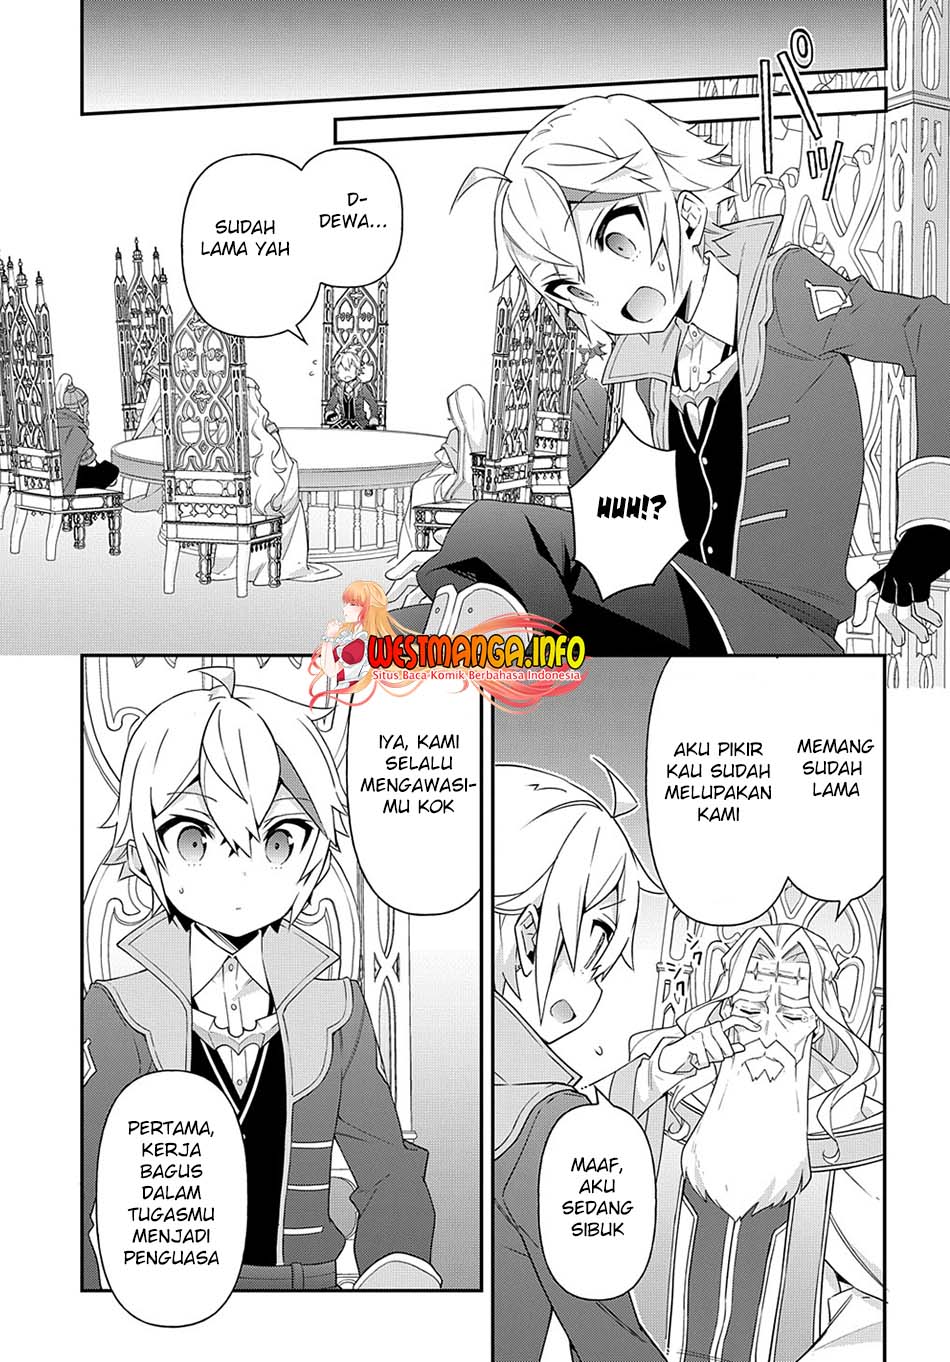 D-
DEWA...
SUDAH
LAMA YAH
HUH!?
WESTMANGA.INFO
Situs Baca Komik Berbahasa Indonesia
MEMANG
SUDAH
LAMA
AKU PIKIR
KAU SUDAH
MELUPAKAN
KAMI
MAAF,
AKU
SEDANG
SIBUK
IYA, KAMI
SELALU
MENGAWASI-
MU KOK
PERTAMA,
KERJA
BAGUS
DALAM
TUGASMU
MENJADI
PENGUASA